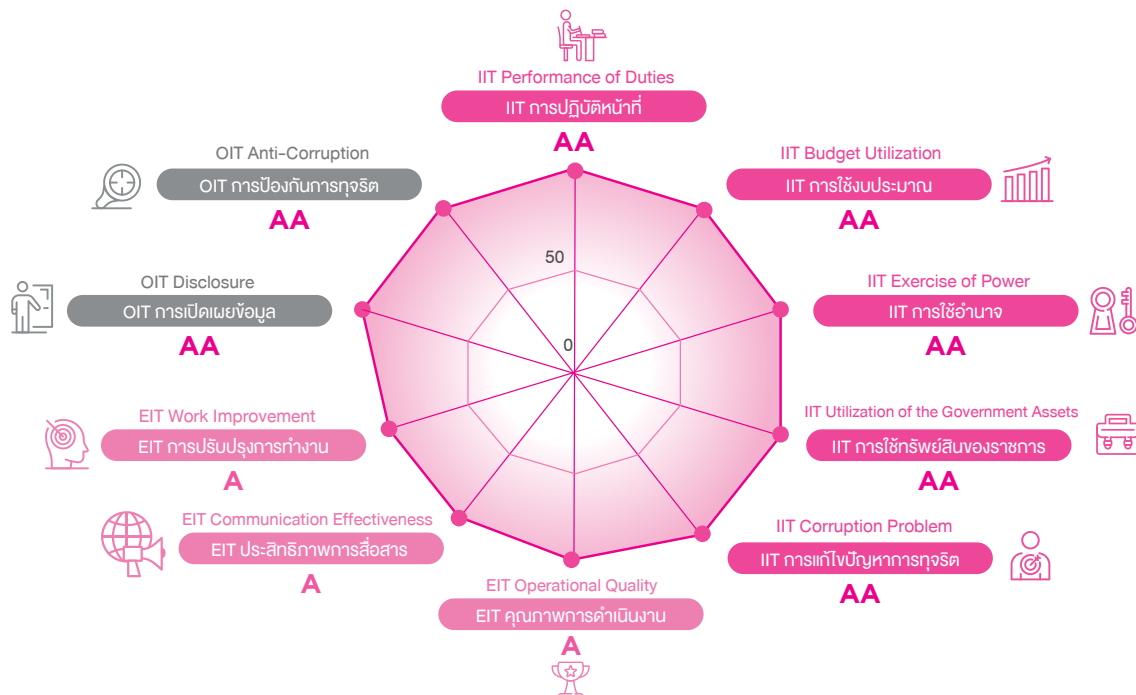 IIT Performance of Duties
IIT การปฏิบัติหน้าที่
AA
IIT Budget Utilization
IIT การใช้งบประมาณ
AA
IIT Exercise of Power
IIT การใช้อำนาจ
AA
IIT Utilization of the Government Assets
IIT การใช้ทรัพย์สินของราชการ
AA
IIT Corruption Problem
IIT การแก้ไขปัญหาการทุจริต
AA
EIT Operational Quality
EIT คุณภาพการดำเนินงาน
A
EIT Communication Effectiveness
EIT ประสิทธิภาพการสื่อสาร
A
EIT Work Improvement
EIT การปรับปรุงการทำงาน
A
OIT Disclosure
OIT การเปิดเผยข้อมูล
AA
OIT Anti-Corruption
OIT การป้องกันการทุจริต
AA
50
0